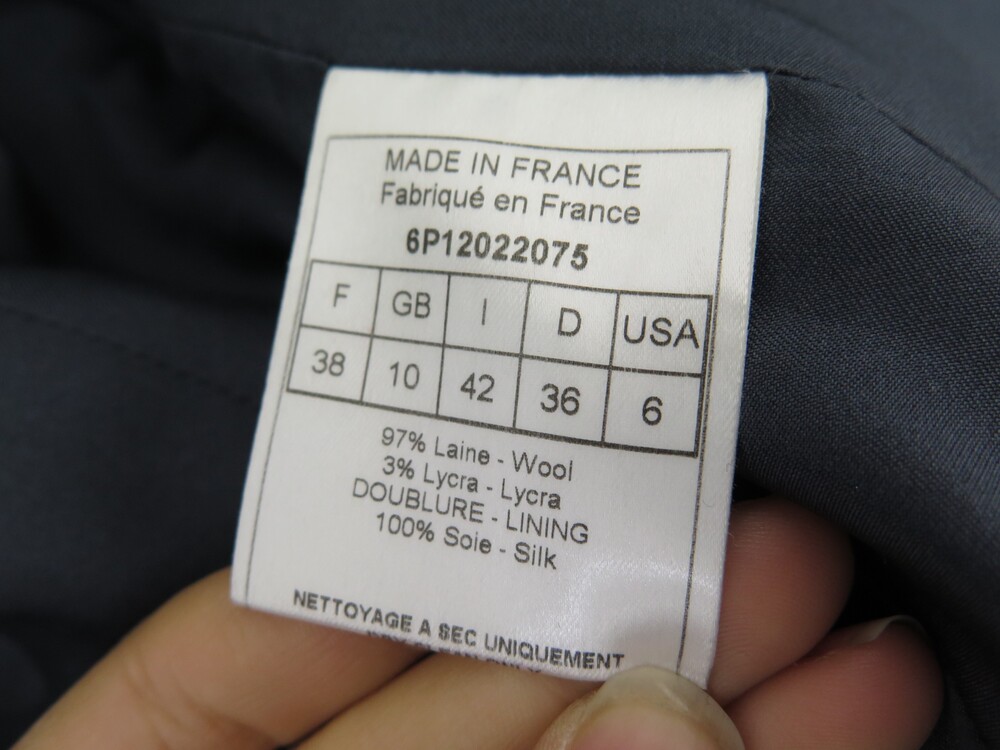 MADE IN FRANCE
Fabriqué en France
6P12022075
F GB I D USA
38 10 42 36 6
97% Laine - Wool
3% Lycra - Lycra
DOUBLURE - LINING
100% Soie - Silk
NETTOYAGE A SEC UNIQUEMENT